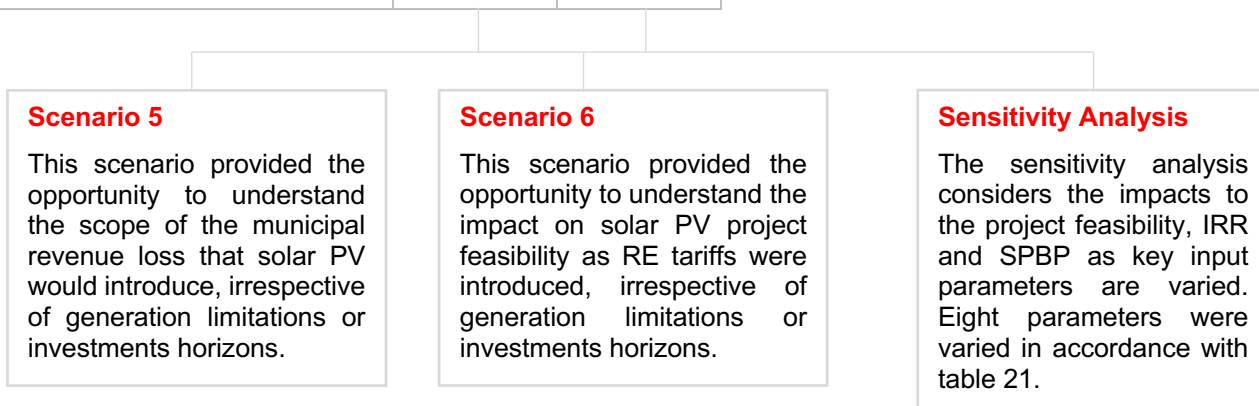 Scenario 5
This scenario provided the
opportunity to understand
the scope of the municipal
revenue loss that solar PV
would introduce, irrespective
of generation limitations or
investments horizons.
Scenario 6
This scenario provided the
opportunity to understand the
impact on solar PV project
feasibility as RE tariffs were
introduced, irrespective of
generation limitations or
investments horizons.
Sensitivity Analysis
The sensitivity analysis
considers the impacts to
the project feasibility, IRR
and SPBP as key input
parameters are varied.
Eight parameters were
varied in accordance with
table 21.